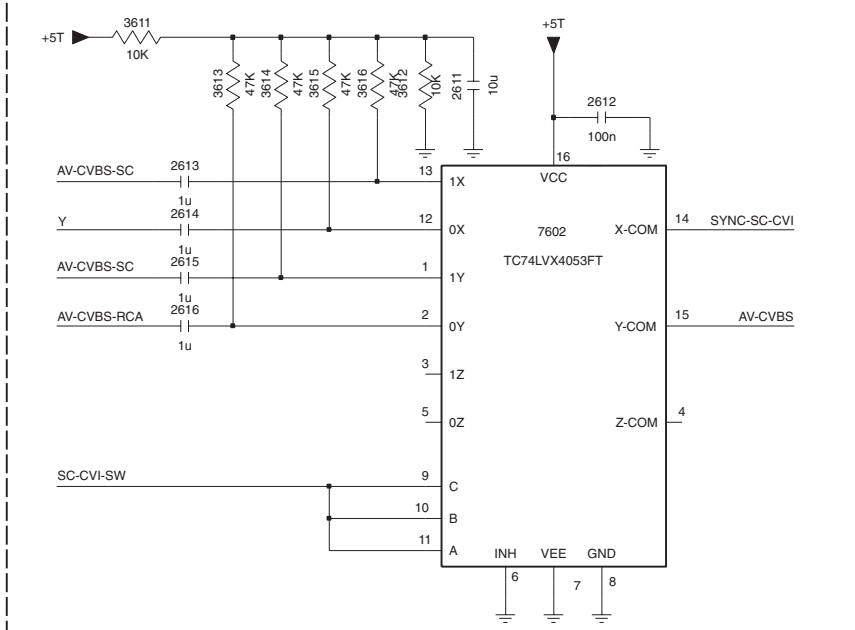 +5T
3611
10K
+5T
3613
47K
3614
47K
3615
47K
3616
47K
3612
10K
2611
10u
2612
100n
16
VCC
AV-CVBS-SC
2613
1u
13
1X
Y
2614
1u
12
0X
7602
TC74LVX4053FT
X-COM
14
SYNC-SC-CVI
AV-CVBS-SC
2615
1u
1
1Y
AV-CVBS-RCA
2616
1u
2
0Y
Y-COM
15
AV-CVBS
3
1Z
5
0Z
Z-COM
4
SC-CVI-SW
9
C
10
B
11
A
INH
VEE
GND
6
7
8